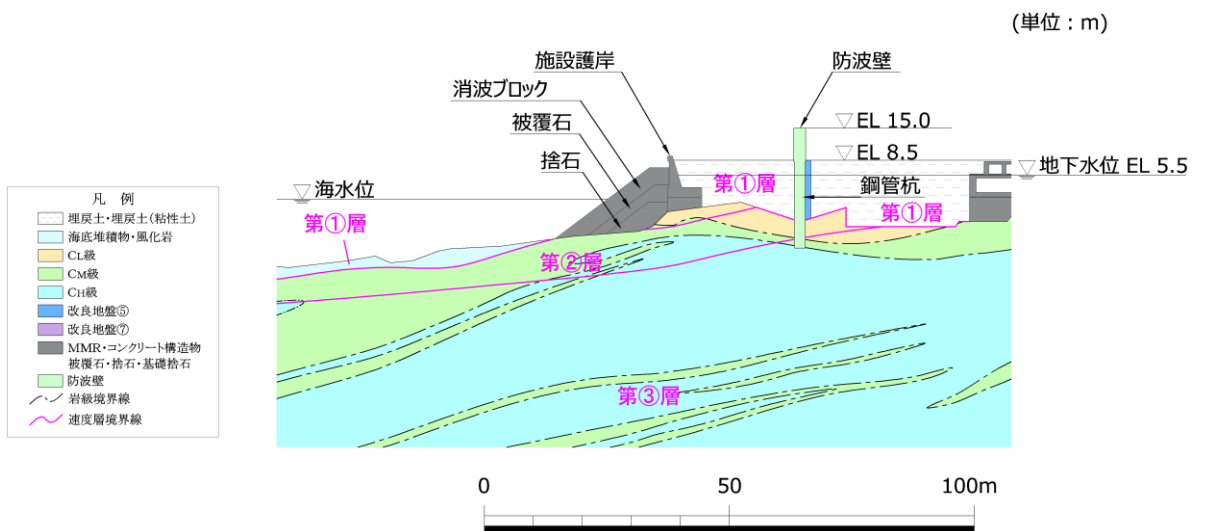 (単位：m)
施設護岸
防波壁
消波ブロック
被覆石
捨石
EL 15.0
EL 8.5
地下水位 EL 5.5
海水位
第①層
鋼管杭
第①層
第①層
第②層
第③層
凡　例
埋戻土・埋戻土（粘性土）
海底堆積物・風化岩
CL級
CM級
CH級
改良地盤⑤
改良地盤⑦
MMR・コンクリート構造物
被覆石・捨石・基礎捨石
防波壁
岩級境界線
速度層境界線
0 50 100m